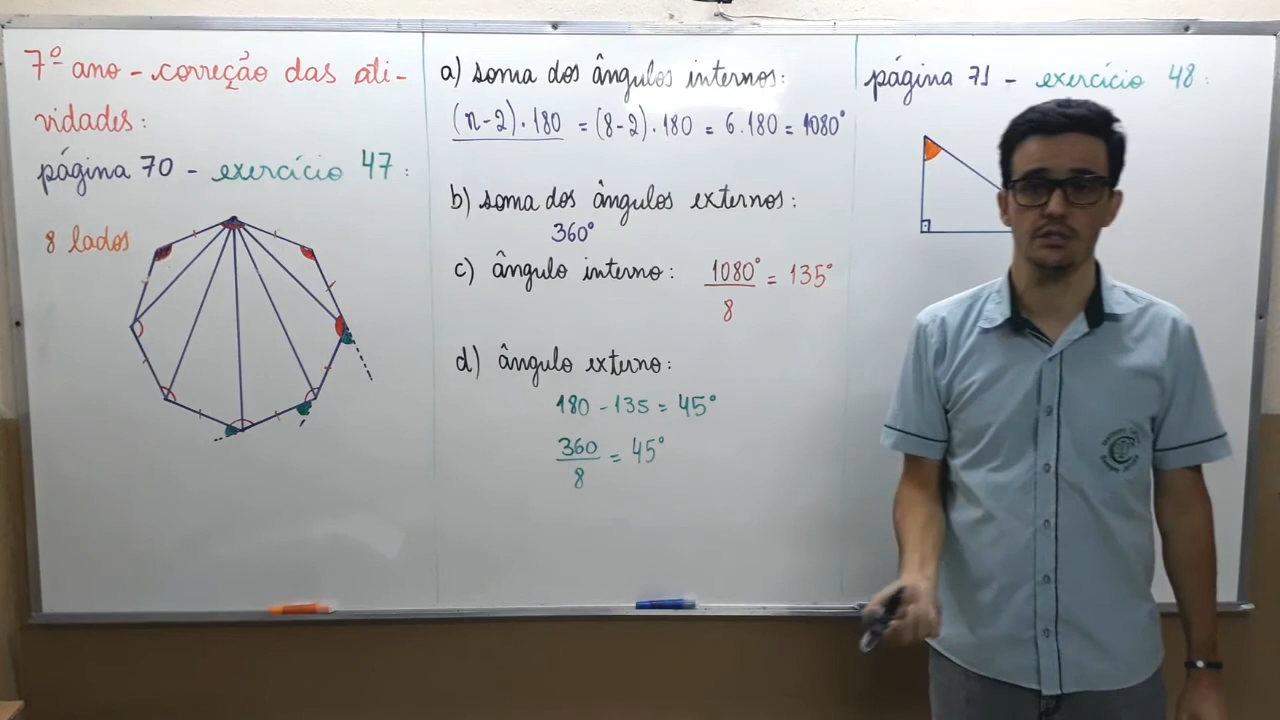 7º ano - correção das ati-
vidades:
página 70 - exercício 47:
8 lados
a) soma dos ângulos internos:
(n-2).180 = (8-2).180 = 6.180 = 1080°
b) soma dos ângulos externos:
360°
c) ângulo interno: 1080°/8 = 135°
d) ângulo externo:
180 - 135 = 45°
360/8 = 45°
página 71 - exercício 48: